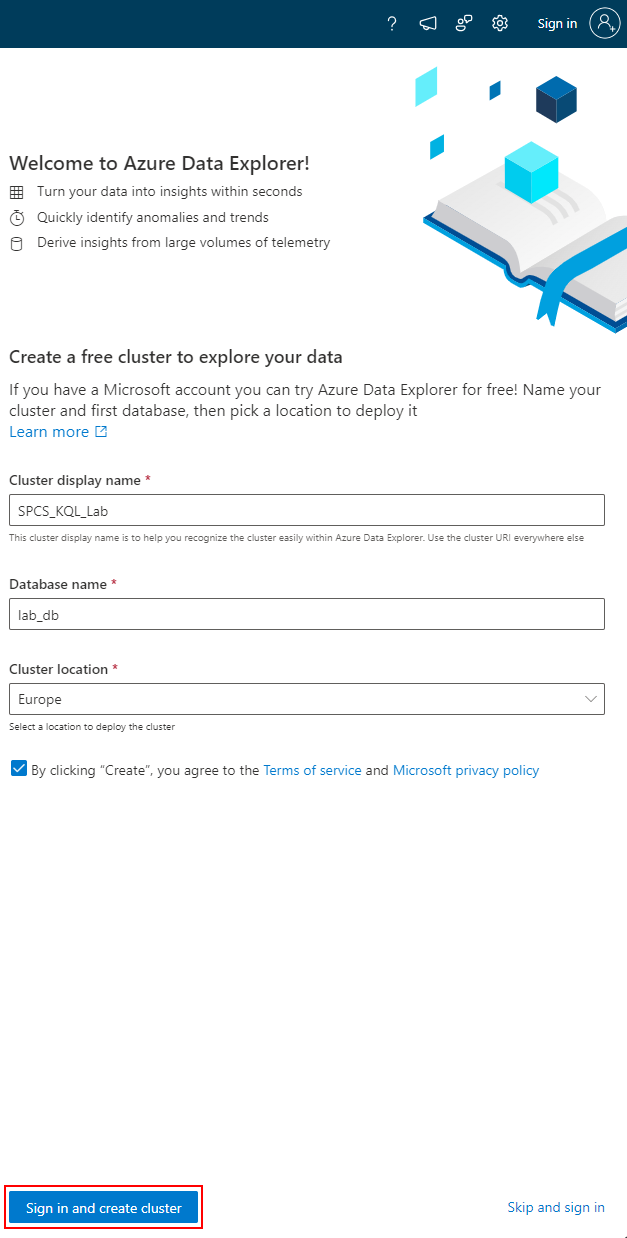 ?
Sign in
Welcome to Azure Data Explorer!
Turn your data into insights within seconds
Quickly identify anomalies and trends
Derive insights from large volumes of telemetry
Create a free cluster to explore your data
If you have a Microsoft account you can try Azure Data Explorer for free! Name your
cluster and first database, then pick a location to deploy it
Learn more
Cluster display name *
SPCS_KQL_Lab
This cluster display name is to help you recognize the cluster easily within Azure Data Explorer. Use the cluster URI everywhere else
Database name *
lab_db
Cluster location *
Europe
Select a location to deploy the cluster
By clicking “Create”, you agree to the Terms of service and Microsoft privacy policy
Sign in and create cluster
Skip and sign in